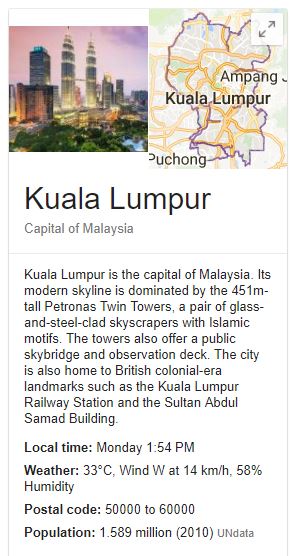 Ampang J
Kuala Lumpur
Puchong
Kuala Lumpur
Capital of Malaysia
Kuala Lumpur is the capital of Malaysia. Its
modern skyline is dominated by the 451m-
tall Petronas Twin Towers, a pair of glass-
and-steel-clad skyscrapers with Islamic
motifs. The towers also offer a public
skybridge and observation deck. The city
is also home to British colonial-era
landmarks such as the Kuala Lumpur
Railway Station and the Sultan Abdul
Samad Building.
Local time: Monday 1:54 PM
Weather: 33°C, Wind W at 14 km/h, 58%
Humidity
Postal code: 50000 to 60000
Population: 1.589 million (2010) UNdata